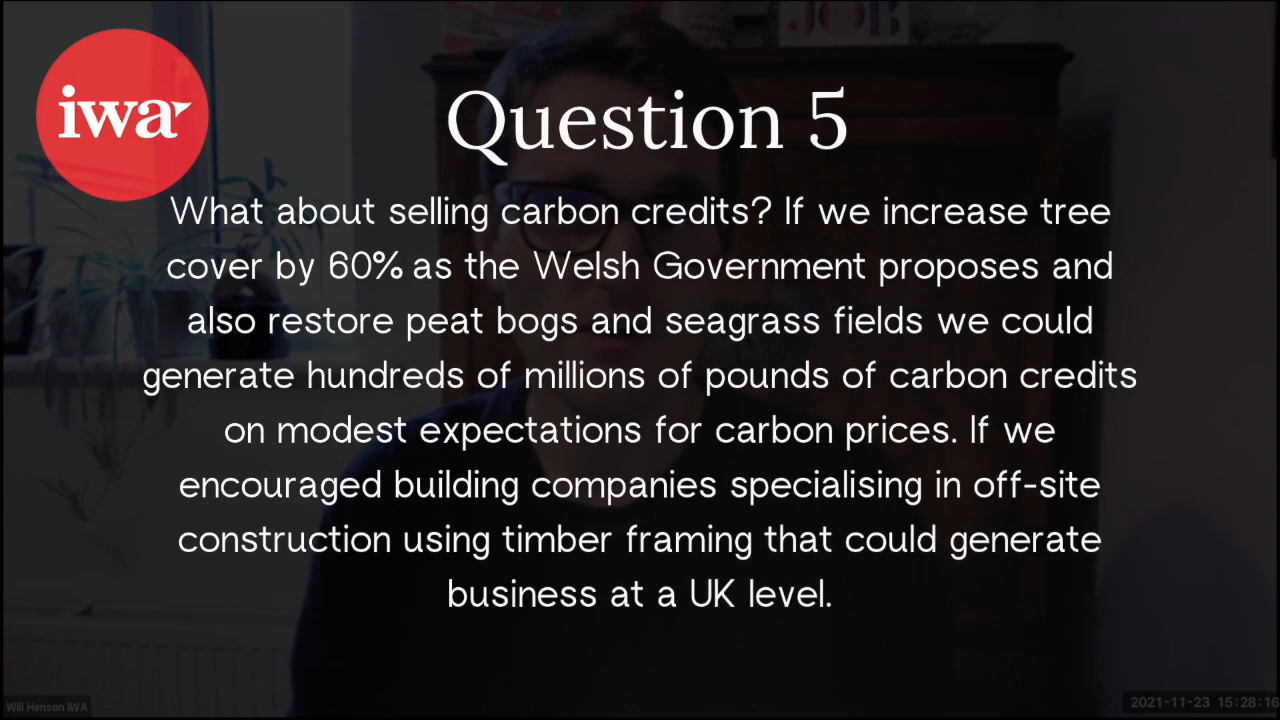 JOB
iwa
Question 5
What about selling carbon credits? If we increase tree
cover by 60% as the Welsh Government proposes and
also restore peat bogs and seagrass fields we could
generate hundreds of millions of pounds of carbon credits
on modest expectations for carbon prices. If we
encouraged building companies specialising in off-site
construction using timber framing that could generate
business at a UK level.
Will Henson IWA
2021-11-23 15:28:16